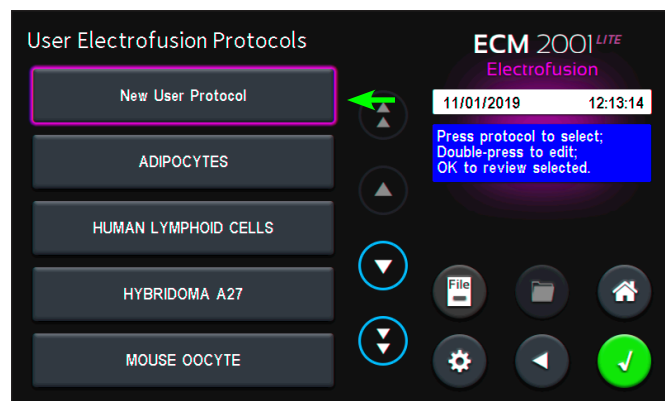 User Electrofusion Protocols
New User Protocol
ADIPOCYTES
HUMAN LYMPHOID CELLS
HYBRIDOMA A27
MOUSE OOCYTE
ECM 2001 LITE
Electrofusion
11/01/2019 12:13:14
Press protocol to select;
Double-press to edit;
OK to review selected.
File